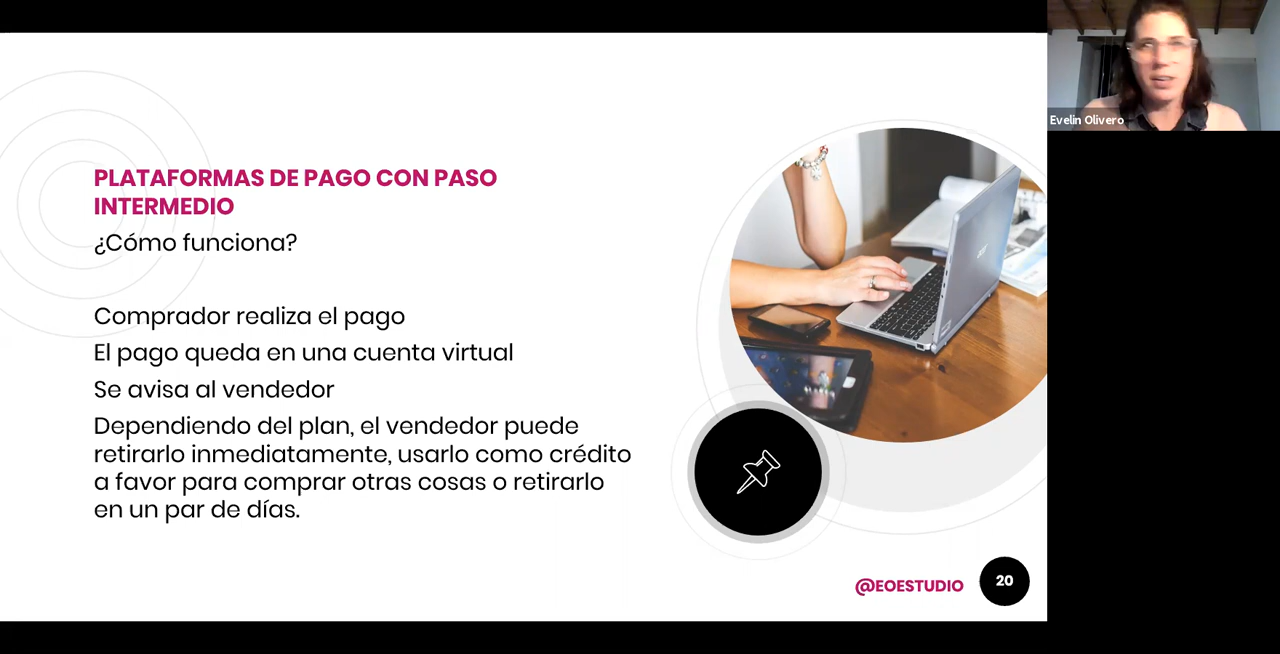 PLATAFORMAS DE PAGO CON PASO
INTERMEDIO
¿Cómo funciona?
Comprador realiza el pago
El pago queda en una cuenta virtual
Se avisa al vendedor
Dependiendo del plan, el vendedor puede
retirarlo inmediatamente, usarlo como crédito
a favor para comprar otras cosas o retirarlo
en un par de días.
@EOESTUDIO
20
Evelin Olivero